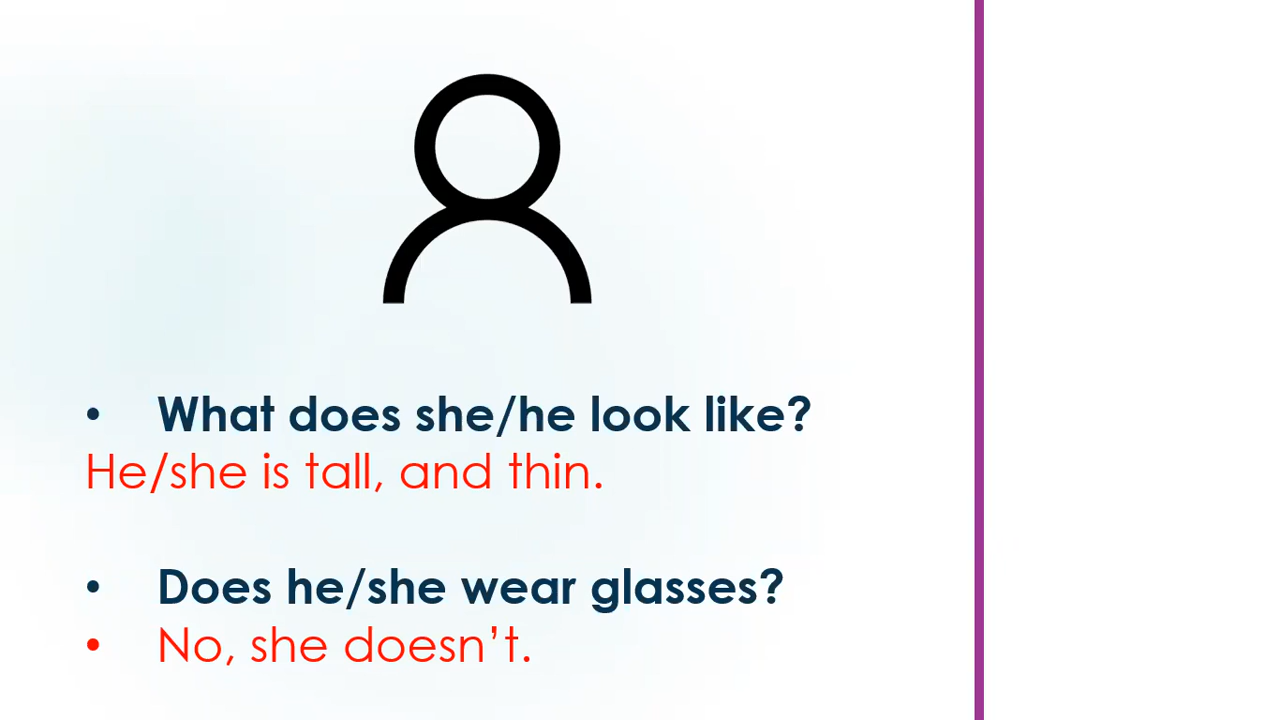 • What does she/he look like?
He/she is tall, and thin.
• Does he/she wear glasses?
• No, she doesn’t.